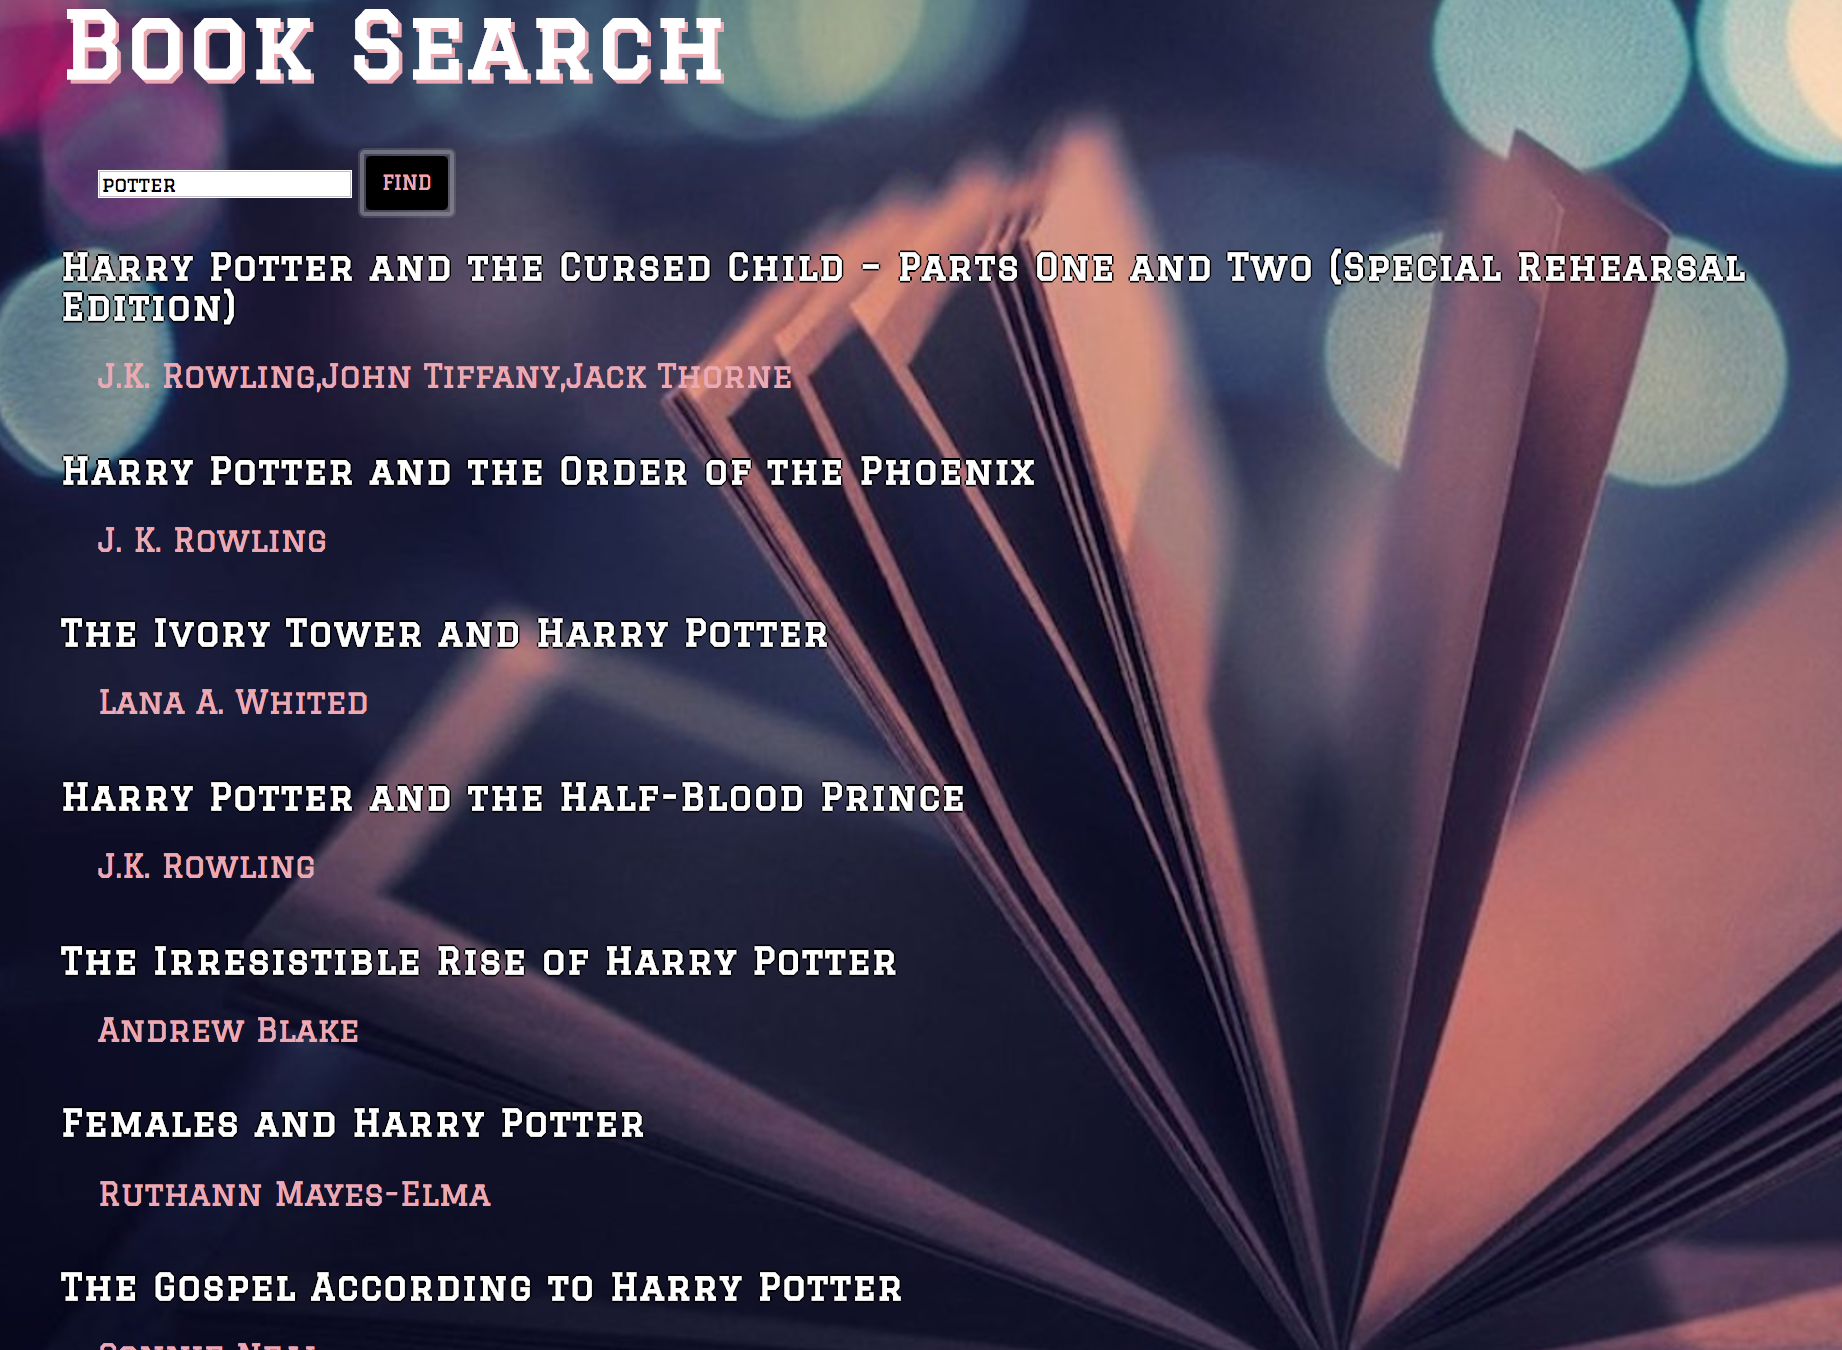 Book Search
POTTER
FIND
Harry Potter and the Cursed Child – Parts One and Two (Special Rehearsal
Edition)
J.K. Rowling,John Tiffany,Jack Thorne
Harry Potter and the Order of the Phoenix
J. K. Rowling
The Ivory Tower and Harry Potter
Lana A. Whited
Harry Potter and the Half-Blood Prince
J.K. Rowling
The Irresistible Rise of Harry Potter
Andrew Blake
Females and Harry Potter
Ruthann Mayes-Elma
The Gospel According to Harry Potter